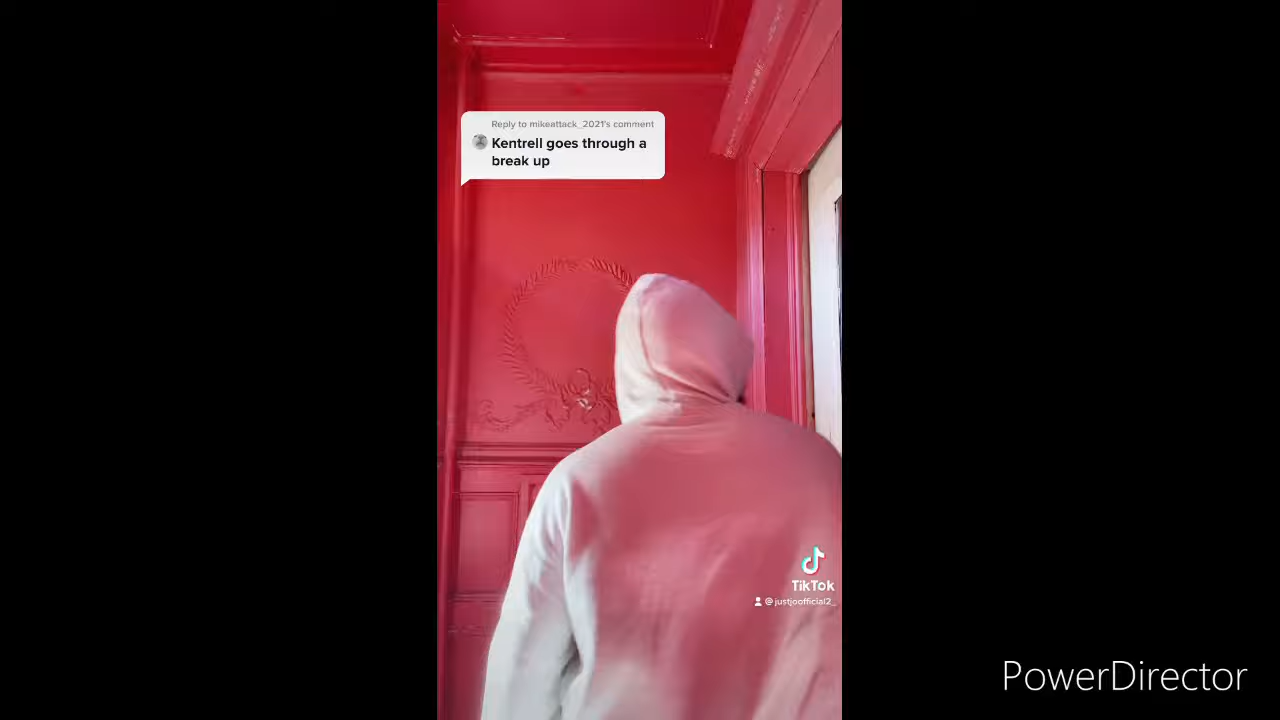 Reply to mikeattack_2021's comment
Kentrell goes through a
break up
TikTok
@justjoofficial2_
PowerDirector